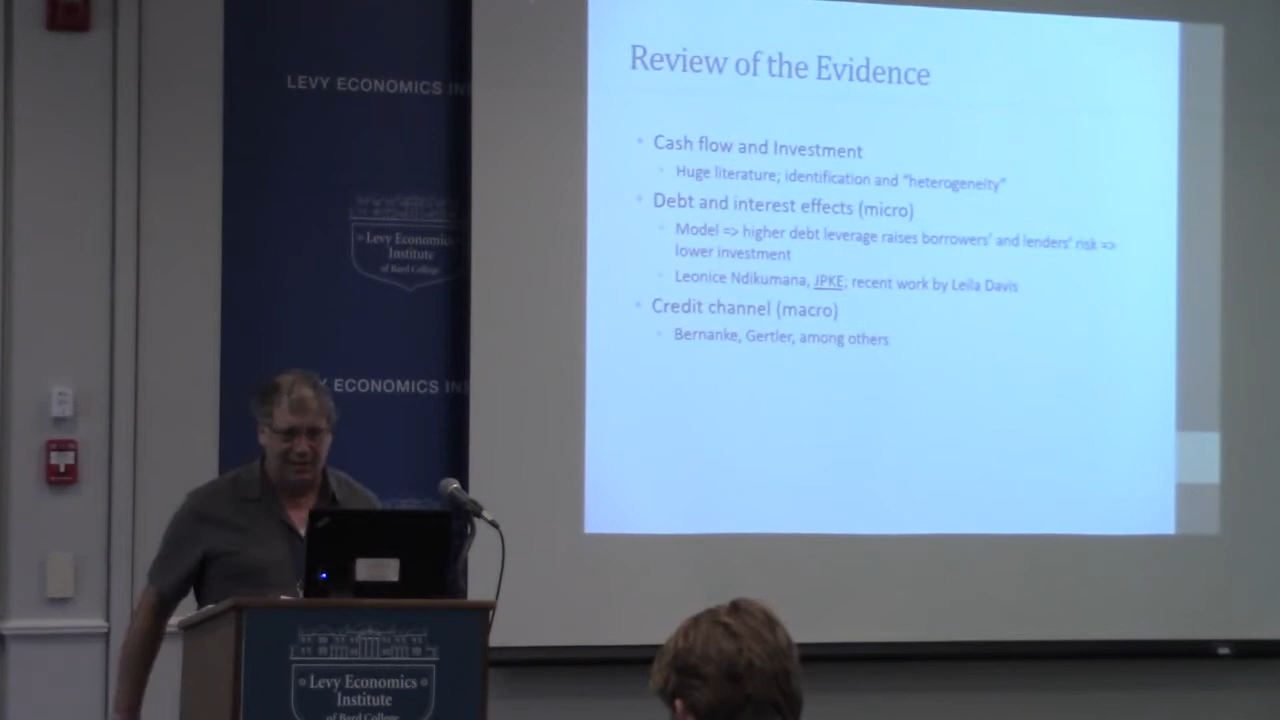 LEVY ECONOMICS IN
Levy Economics
Institute
of Bard College
Y ECONOMICS IN
Review of the Evidence
• Cash flow and Investment
• Huge literature; identification and "heterogeneity"
• Debt and interest effects (micro)
• Model => higher debt leverage raises borrowers' and lenders' risk =>
lower investment
• Leonice Ndikumana, JPKE; recent work by Leila Davis
• Credit channel (macro)
• Bernanke, Gertler, among others
Levy Economics
Institute
of Bard College